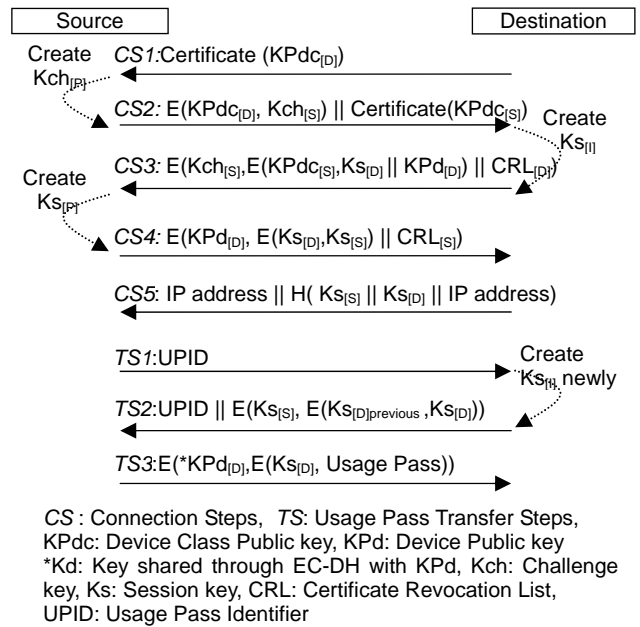 Source Destination
Create
Kch[P]
CS1:Certificate (KPdc[D])
CS2: E(KPdc[D], Kch[S]) || Certificate(KPdc[S])
Create
Ks[I]
CS3: E(Kch[S],E(KPdc[S],Ks[D] || KPd[D]) || CRL[D])
Create
Ks[P]
CS4: E(KPd[D], E(Ks[D],Ks[S]) || CRL[S])
CS5: IP address || H( Ks[S] || Ks[D] || IP address)
TS1:UPID
Create
Ks[I] newly
TS2:UPID || E(Ks[S], E(Ks[D]previous ,Ks[D]))
TS3:E(*KPd[D],E(Ks[D], Usage Pass))
CS : Connection Steps, TS: Usage Pass Transfer Steps,
KPdc: Device Class Public key, KPd: Device Public key
*Kd: Key shared through EC-DH with KPd, Kch: Challenge
key, Ks: Session key, CRL: Certificate Revocation List,
UPID: Usage Pass Identifier